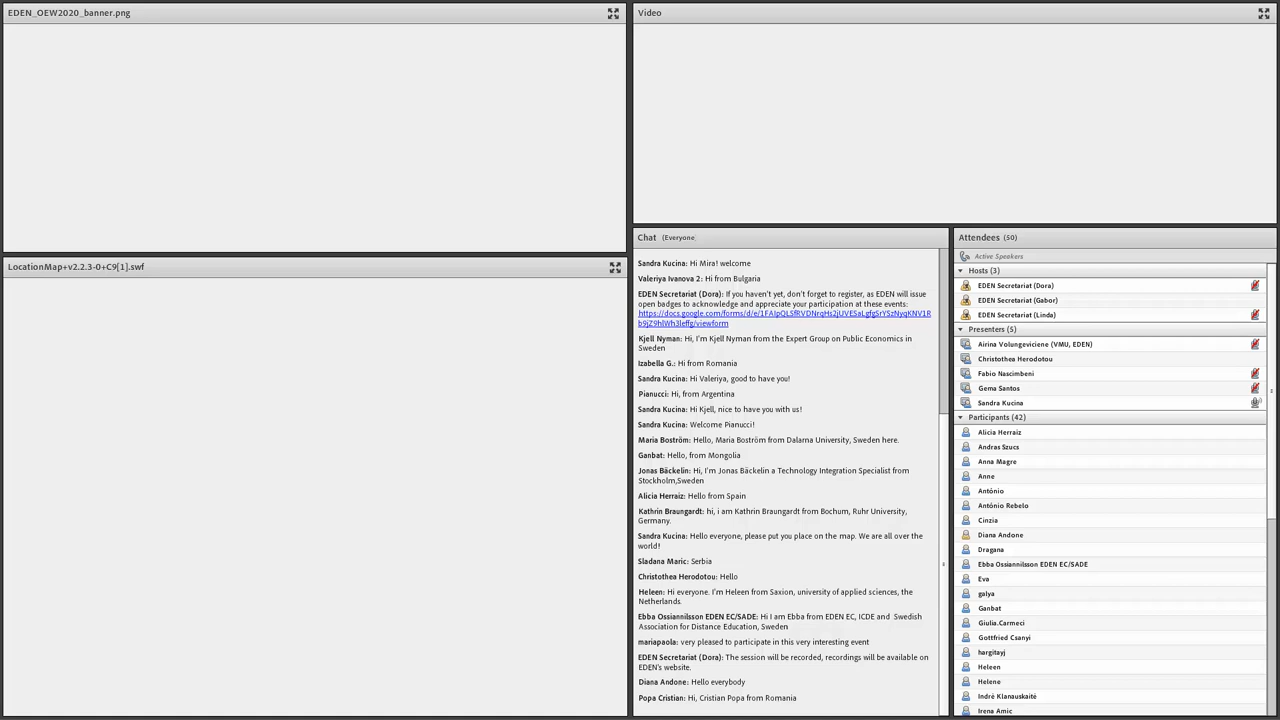 EDEN_OEW2020_banner.png
Video
LocationMap+v2.2.3-0+C9[1].swf
Chat (Everyone)
Sandra Kucina: Hi Mira! welcome
Valeriya Ivanova 2: Hi from Bulgaria
EDEN Secretariat (Dora): If you haven't yet, don't forget to register, as EDEN will issue
open badges to acknowledge and appreciate your participation at these events:
Kjell Nyman: Hi, I'm Kjell Nyman from the Expert Group on Public Economics in
Sweden
Izabella G.: Hi from Romania
Sandra Kucina: Hi Valeriya, good to have you!
Pianucci: Hi, from Argentina
Sandra Kucina: Hi Kjell, nice to have you with us!
Sandra Kucina: Welcome Pianucci!
Maria Boström: Hello, Maria Boström from Dalarna University, Sweden here.
Ganbat: Hello, from Mongolia
Jonas Bäckelin: Hi, I'm Jonas Bäckelin a Technology Integration Specialist from
Stockholm,Sweden
Alicia Herraiz: Hello from Spain
Kathrin Braungardt: hi, i am Kathrin Braungardt from Bochum, Ruhr University,
Germany.
Sandra Kucina: Hello everyone, please put you place on the map. We are all over the
world!
Sladana Maric: Serbia
Christothea Herodotou: Hello
Heleen: Hi everyone. I'm Heleen from Saxion, university of applied sciences, the
Netherlands.
Ebba Ossiannilsson EDEN EC/SADE: Hi I am Ebba from EDEN EC, ICDE and Swedish
Association for Distance Education, Sweden
mariapaola: very pleased to participate in this very interesting event
EDEN Secretariat (Dora): The session will be recorded, recordings will be available on
EDEN's website.
Diana Andone: Hello everybody
Popa Cristian: Hi, Cristian Popa from Romania
Attendees (50)
Active Speakers
Hosts (3)
EDEN Secretariat (Dora)
EDEN Secretariat (Gabor)
EDEN Secretariat (Linda)
Presenters (5)
Airina Volungeviciene (VMU, EDEN)
Christothea Herodotou
Fabio Nascimbeni
Gema Santos
Sandra Kucina
Participants (42)
Alicia Herraiz
Andras Szucs
Anna Magre
Anne
António
António Rebelo
Cinzia
Diana Andone
Dragana
Ebba Ossiannilsson EDEN EC/SADE
Eva
galya
Ganbat
Giulia.Carmeci
Gottfried Csanyi
hargitayj
Heleen
Helene
Indrė Klanauskaitė
Irena Amic